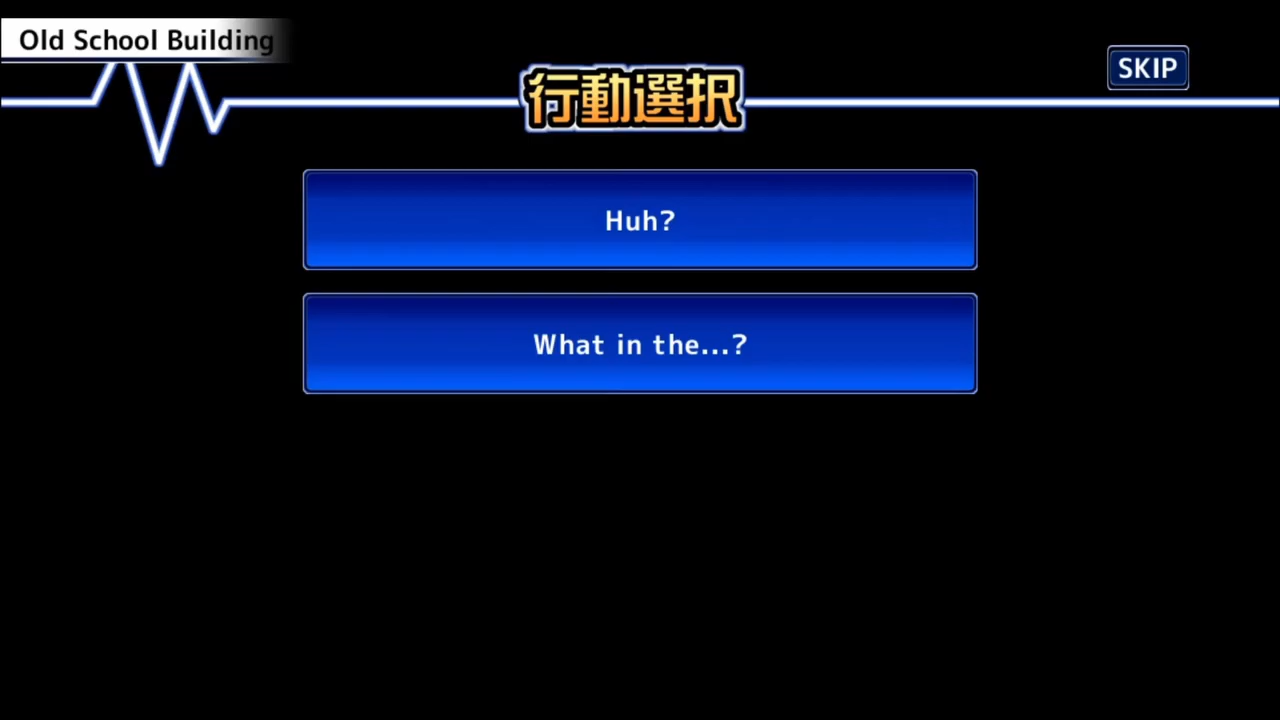 Old School Building
SKIP
行動選択
Huh?
What in the...?